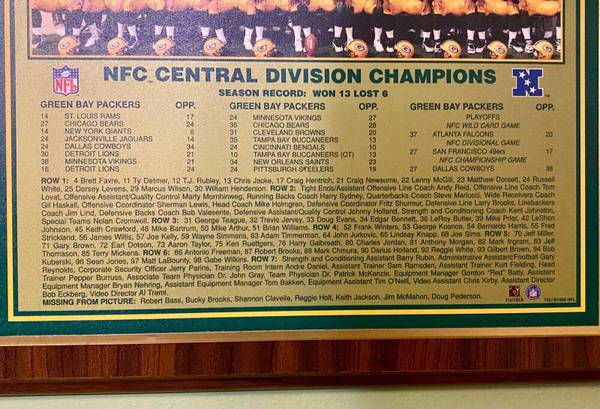 NFL
NFC CENTRAL DIVISION CHAMPIONS
SEASON RECORD: WON 13 LOST 6
N
GREEN BAY PACKERS OPP.
14 ST. LOUIS RAMS 17
27 CHICAGO BEARS 24
14 NEW YORK GIANTS 6
24 JACKSONVILLE JAGUARS 14
24 DALLAS COWBOYS 34
30 DETROIT LIONS 21
38 MINNESOTA VIKINGS 21
16 DETROIT LIONS 24
GREEN BAY PACKERS OPP.
24 MINNESOTA VIKINGS 27
35 CHICAGO BEARS 28
31 CLEVELAND BROWNS 20
35 TAMPA BAY BUCCANEERS 13
24 CINCINNATI BENGALS 10
10 TAMPA BAY BUCCANEERS (OT) 13
34 NEW ORLEANS SAINTS 23
24 PITTSBURGH STEELERS 19
GREEN BAY PACKERS OPP.
PLAYOFFS
NFC WILD CARD GAME
37 ATLANTA FALCONS 20
NFC DIVISIONAL GAME
27 SAN FRANCISCO 49ERS 17
NFC CHAMPIONSHIP GAME
27 DALLAS COWBOYS 38
ROW 1: 4 Brett Favre, 11 Ty Detmer, 12 T.J. Rubley, 13 Chris Jacke, 17 Craig Hentrich, 21 Craig Newsome, 22 Lenny McGill, 23 Matthew Dorsett, 24 Russell
White, 25 Dorsey Levens, 29 Marcus Wilson, 30 William Henderson. ROW 2: Tight Ends/Assistant Offensive Line Coach Andy Reid, Offensive Line Coach Tom
Lovat, Offensive Assistant/Quality Control Marty Mornhinweg, Running Backs Coach Harry Sydney, Quarterbacks Coach Steve Mariucci, Wide Receivers Coach
Gil Haskell, Offensive Coordinator Sherman Lewis, Head Coach Mike Holmgren, Defensive Coordinator Fritz Shurmur, Defensive Line Coach Larry Brooks, Linebackers
Coach Jim Lind, Defensive Backs Coach Bob Valesente, Defensive Assistant/Quality Control Johnny Holland, Strength and Conditioning Coach Kent Johnston,
Special Teams Nolan Cromwell. ROW 3: 31 George Teague, 32 Travis Jervey, 33 Doug Evans, 34 Edgar Bennett, 36 LeRoy Butler, 39 Mike Prior, 42 LeShon
Johnson, 45 Keith Crawford, 46 Mike Bartrum, 50 Mike Arthur, 51 Brian Williams. ROW 4: 52 Frank Winters, 53 George Koonce, 54 Bernardo Harris, 55 Fred
Strickland, 56 James Willis, 57 Joe Kelly, 59 Wayne Simmons, 62 Adam Timmerman, 64 John Jurkovic, 65 Lindsay Knapp, 68 Joe Sims. ROW 5: 70 Jeff Miller,
71 Gary Brown, 72 Earl Dotson, 73 Aaron Taylor, 75 Ken Ruettgers, 76 Harry Galbreath, 80 Charles Jordan, 81 Anthony Morgan, 82 Mark Ingram, 83 Jeff
Thomason, 85 Terry Mickens. ROW 6: 86 Antonio Freeman, 87 Robert Brooks, 89 Mark Chmura, 90 Darius Holland, 92 Reggie White, 93 Gilbert Brown, 94 Bob
Kuberski, 96 Sean Jones, 97 Matt LaBounty, 98 Gabe Wilkins. ROW 7: Strength and Conditioning Assistant Barry Rubin, Administrative Assistant/Football Gary
Reynolds, Corporate Security Officer Jerry Parins, Training Room Intern Andre Daniel, Assistant Trainer Sam Ramsden, Assistant Trainer Kurt Fielding, Head
Trainer Pepper Burruss, Associate Team Physician Dr. John Gray, Team Physician Dr. Patrick McKenzie, Equipment Manager Gordon "Red" Batty, Assistant
Equipment Manager Bryan Nehring, Assistant Equipment Manager Tom Bakken, Equipment Assistant Tim O'Neill, Video Assistant Chris Kirby, Assistant Video Director
Bob Eckberg, Video Director Al Treml.
MISSING FROM PICTURE: Robert Bass, Bucky Brooks, Shannon Clavelle, Reggie Holt, Keith Jackson, Jim McMahon, Doug Pederson.